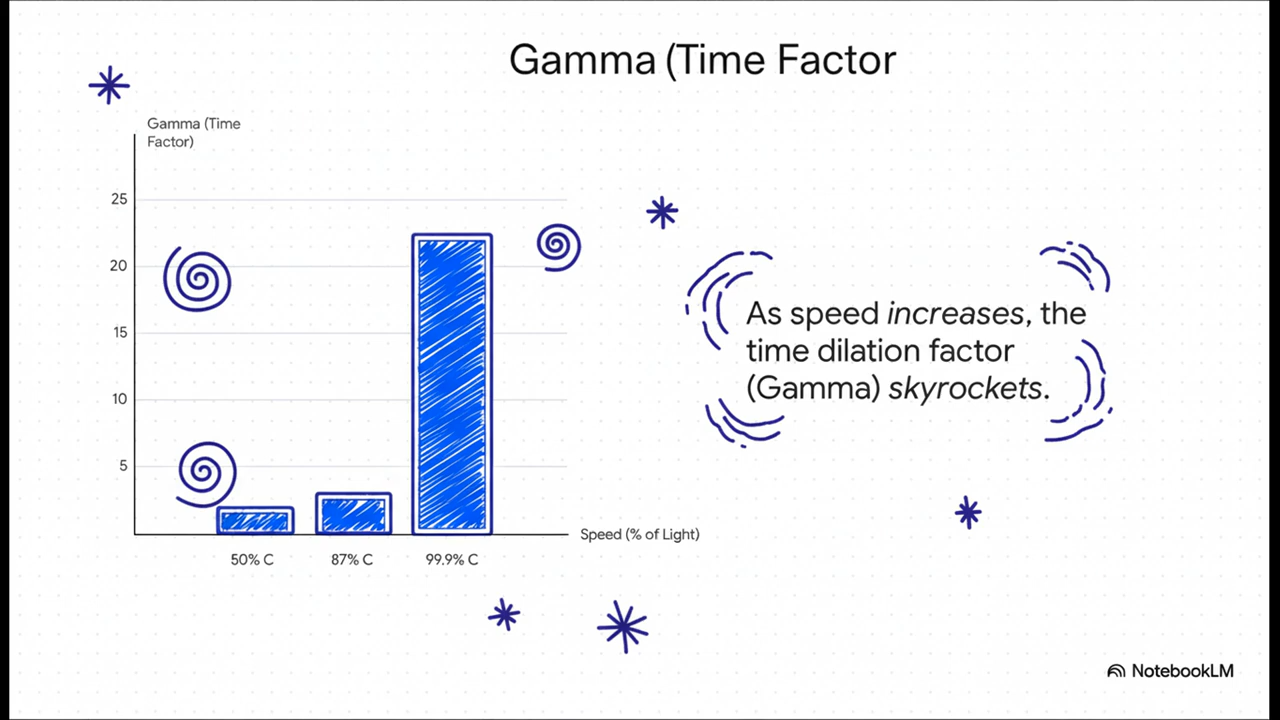 Gamma (Time Factor
Gamma (Time
Factor)
25
20
15
10
5
50% C
87% C
99.9% C
Speed (% of Light)
As speed increases, the
time dilation factor
(Gamma) skyrockets.
NotebookLM